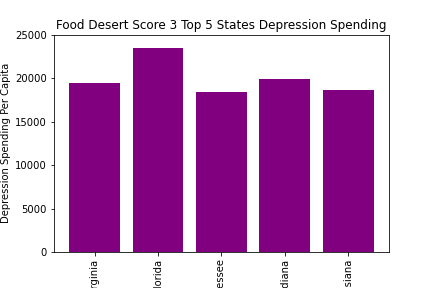 Food Desert Score 3 Top 5 States Depression Spending
Depression Spending Per Capita
25000
20000
15000
10000
5000
0
rginia
lorida
essee
diana
siana